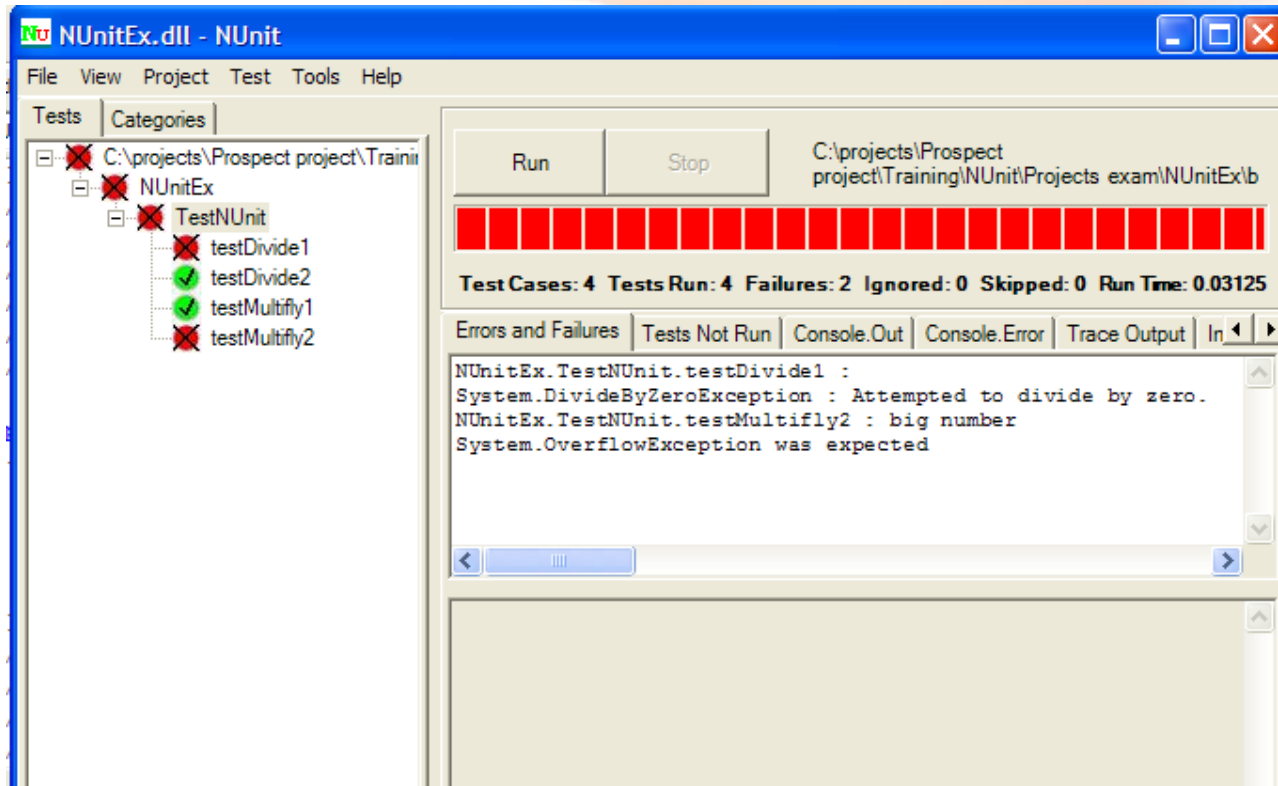 NU NUnitEx.dll - NUnit
File View Project Test Tools Help
Tests Categories
C:\projects\Prospect project\Trainin
NUnitEx
TestNUnit
testDivide1
testDivide2
testMultifly1
testMultifly2
Run Stop
C:\projects\Prospect
project\Training\NUnit\Projects exam\NUnitEx\b
Test Cases: 4 Tests Run: 4 Failures: 2 Ignored: 0 Skipped: 0 Run Time: 0.03125
Errors and Failures Tests Not Run Console.Out Console.Error Trace Output In
NUnitEx.TestNUnit.testDivide1 :
System.DivideByZeroException : Attempted to divide by zero.
NUnitEx.TestNUnit.testMultifly2 : big number
System.OverflowException was expected